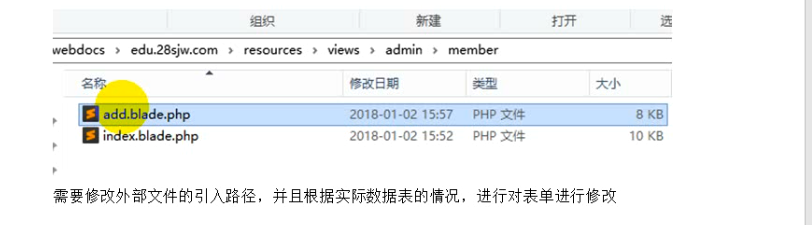 组织 新建 打开 选
webdocs › edu.28sjw.com › resources › views › admin › member
名称 修改日期 类型 大小
add.blade.php 2018-01-02 15:57 PHP 文件 8 KB
index.blade.php 2018-01-02 15:52 PHP 文件 10 KB
需要修改外部文件的引入路径，并且根据实际数据表的情况，进行对表单进行修改